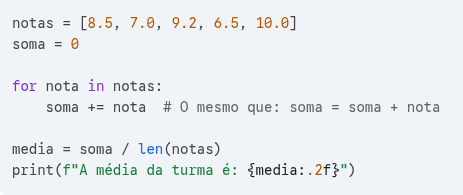 notas = [8.5, 7.0, 9.2, 6.5, 10.0]
soma = 0

for nota in notas:
    soma += nota  # O mesmo que: soma = soma + nota

media = soma / len(notas)
print(f"A média da turma é: {media:.2f}")